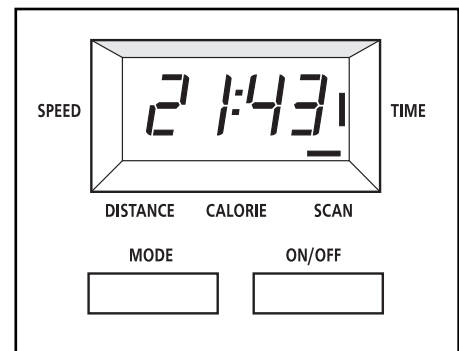 21:43
SPEED TIME
DISTANCE CALORIE SCAN
MODE ON/OFF